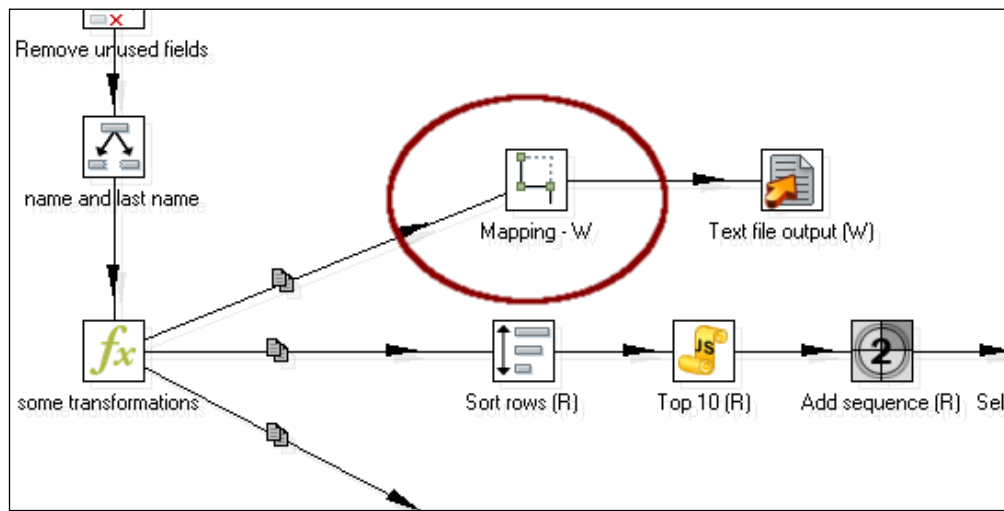 Remove unused fields
name and last name
Mapping - W
Text file output (W)
fx
JS
2
some transformations
Sort rows (R)
Top 10 (R)
Add sequence (R)
Sel